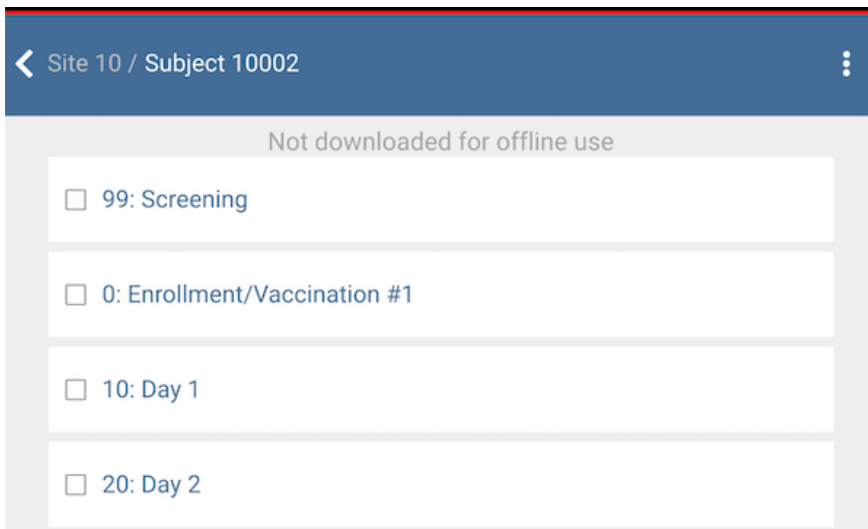 Site 10 / Subject 10002
Not downloaded for offline use
99: Screening
0: Enrollment/Vaccination #1
10: Day 1
20: Day 2